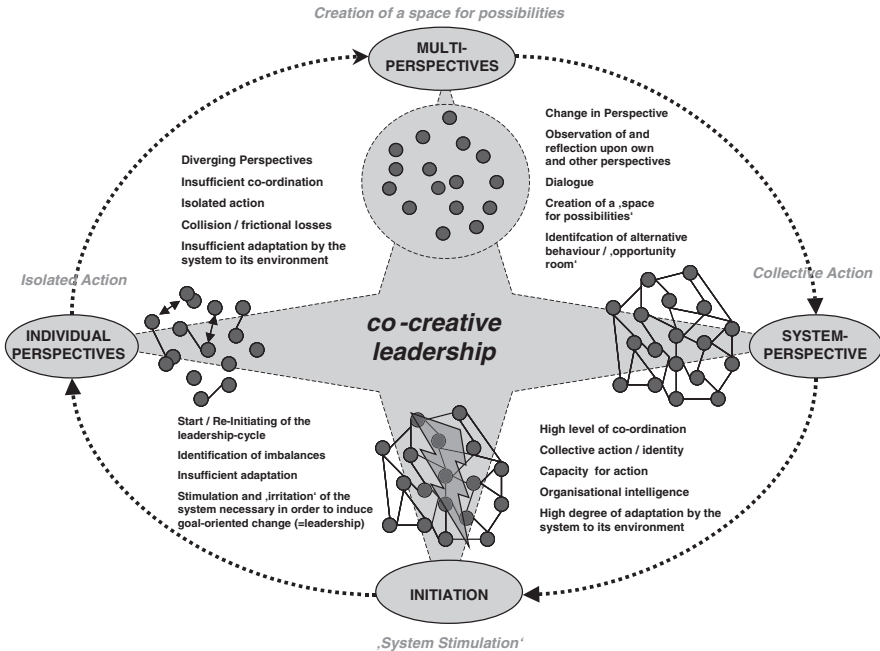 Creation of a space for possibilities
MULTI-
PERSPECTIVES
Diverging Perspectives
Insufficient co-ordination
Isolated action
Collision / frictional losses
Insufficient adaptation by the
system to its environment
Change in Perspective
Observation of and
reflection upon own
and other perspectives
Dialogue
Creation of a ‚space
for possibilities‘
Identifcation of alternative
behaviour / ‚opportunity
room‘
Isolated Action
INDIVIDUAL
PERSPECTIVES
co-creative
leadership
Collective Action
SYSTEM-
PERSPECTIVE
Start / Re-Initiating of the
leadership-cycle
Identification of imbalances
Insufficient adaptation
Stimulation and ‚irritation‘ of the
system necessary in order to induce
goal-oriented change (=leadership)
High level of co-ordination
Collective action / identity
Capacity for action
Organisational intelligence
High degree of adaptation by the
system to its environment
INITIATION
‚System Stimulation‘